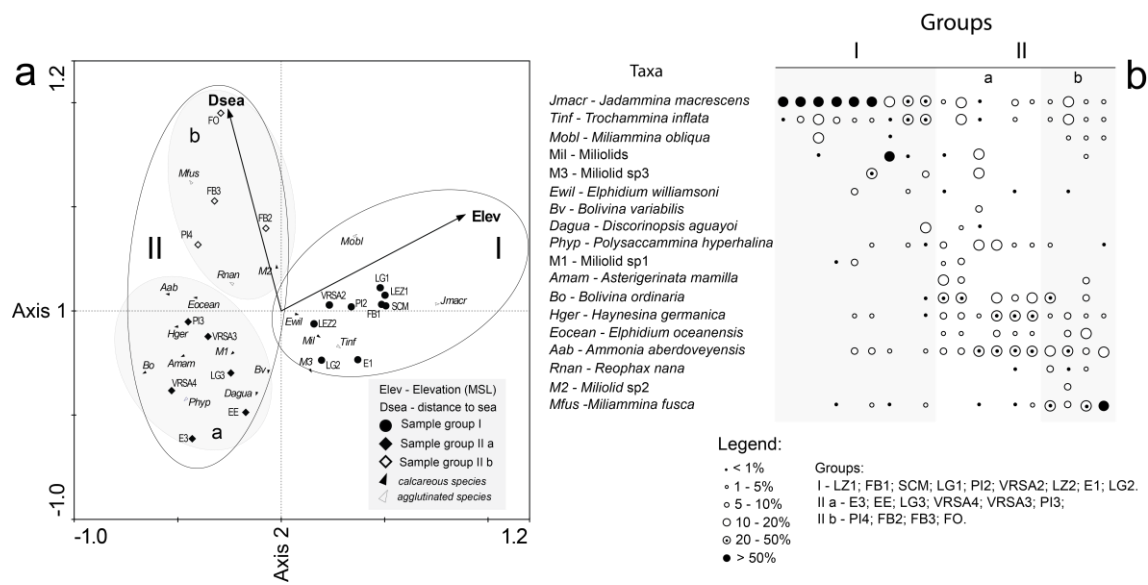 a
1.2
Dsea
FO
b
Mfus
FB3
FB2
II
PI4
M2
Rnan
Aab
Eocean
PI3
Hger
VRSA3
M1
Amam
Bo
LG3
Bv
VRSA4
Phyp
Dagua
EE
E3
a
Elev
I
Mobl
LG1
LEZ1
VRSA2
PI2
FB1
SCM
Jmacr
Ewil
LEZ2
Mil
Tinf
M3
LG2
E1
Axis 1
Elev - Elevation (MSL)
Dsea - distance to sea
Sample group I
Sample group II a
Sample group II b
calcareous species
agglutinated species
-1.0
-1.0
2
1.2
Axis 2
Groups
I
II
b
Taxa
a
b
Jmacr - Jadammina macrescens
Tinf - Trochammina inflata
Mobl - Miliammina obliqua
Mil - Miliolids
M3 - Miliolid sp3
Ewil - Elphidium williamsoni
Bv - Bolivina variabilis
Dagua - Discorinopsis aguayoi
Phyp - Polysaccammina hyperhalina
M1 - Miliolid sp1
Amam - Asterigerinata mamilla
Bo - Bolivina ordinaria
Hger - Haynesina germanica
Eocean - Elphidium oceanensis
Aab - Ammonia aberdoveyensis
Rnan - Reophax nana
M2 - Miliolid sp2
Mfus -Miliammina fusca
Legend:
< 1%
1 - 5%
5 - 10%
10 - 20%
20 - 50%
> 50%
Groups:
I - LZ1; FB1; SCM; LG1; PI2; VRSA2; LZ2; E1; LG2.
II a - E3; EE; LG3; VRSA4; VRSA3; PI3;
II b - PI4; FB2; FB3; FO.